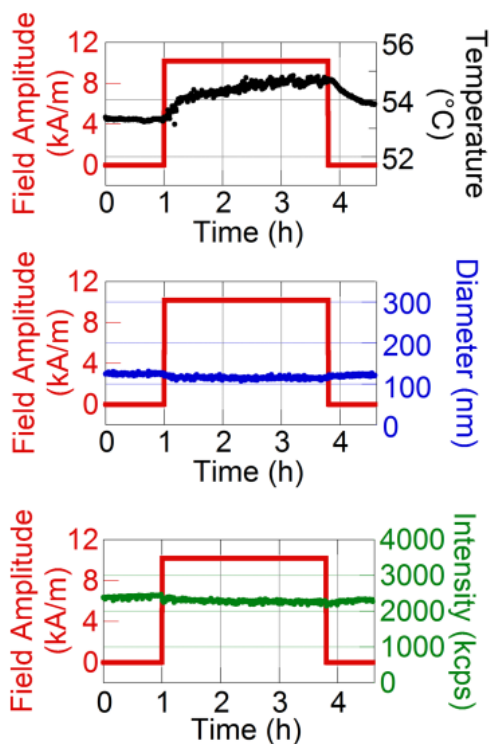 Field Amplitude
(kA/m)
12
8
4
0
56
54
52
Temperature
(°C)
0 1 2 3 4
Time (h)
Field Amplitude
(kA/m)
12
8
4
0
300
200
100
0
Diameter (nm)
0 1 2 3 4
Time (h)
Field Amplitude
(kA/m)
12
8
4
0
4000
3000
2000
1000
0
Intensity (kcps)
0 1 2 3 4
Time (h)